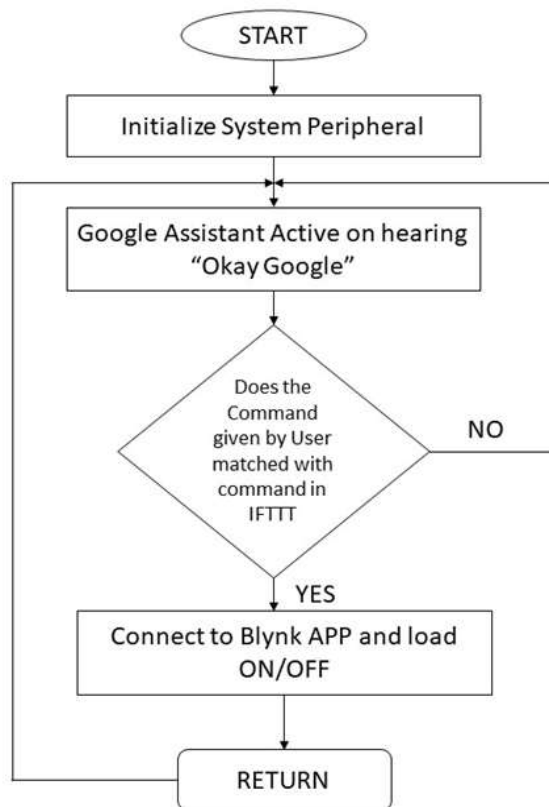 START
Initialize System Peripheral
Google Assistant Active on hearing
“Okay Google”
Does the
Command
given by User
matched with
command in
IFTTT
NO
YES
Connect to Blynk APP and load
ON/OFF
RETURN